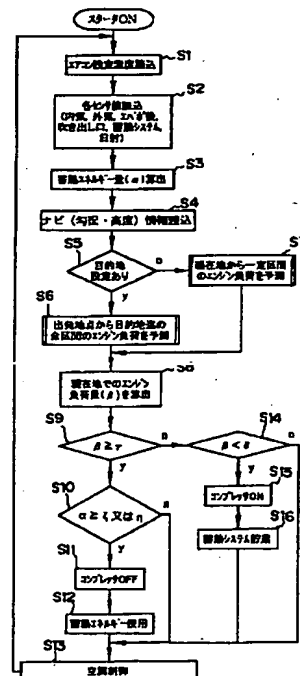 スタータON
S1
エアコン設定温度読込
S2
各センサ値読込
(内気、外気、エバポ後、
吹き出し口、蓄熱システム、
日射)
S3
蓄熱エネルギー量(α)算出
S4
ナビ(勾配・高度)情報読込
S5
目的地
設定あり
n
y
現在地から一定区間
のエンジン負荷を予測
S6
出発地点から目的地迄の
全区間のエンジン負荷を予測
現在地でのエンジン
負荷量(β)を算出
S9
β≧γ
n
y
S14
β<δ
n
y
S10
α≧ζ又はη
y
S15
コンプレッサON
S11
コンプレッサOFF
S16
蓄熱システム貯蔵
S12
蓄熱エネルギー使用
S13
空調制御